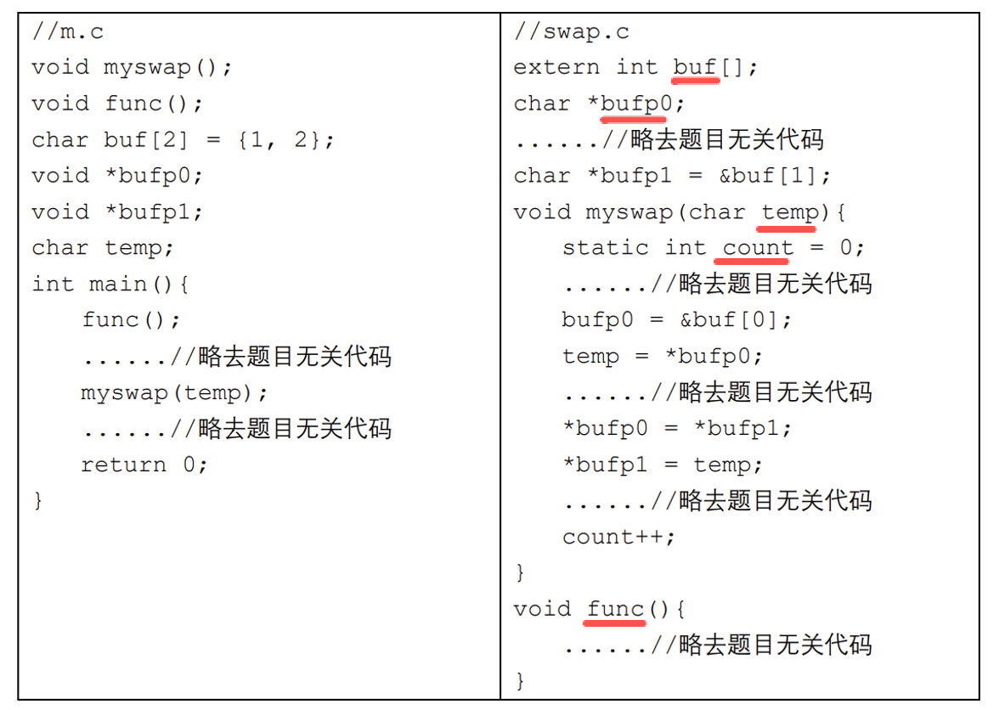 //m.c
void myswap();
void func();
char buf[2] = {1, 2};
void *bufp0;
void *bufp1;
char temp;
int main(){
func();
......//略去题目无关代码
myswap(temp);
......//略去题目无关代码
return 0;
}
//swap.c
extern int buf[];
char *bufp0;
......//略去题目无关代码
char *bufp1 = &buf[1];
void myswap(char temp){
static int count = 0;
......//略去题目无关代码
bufp0 = &buf[0];
temp = *bufp0;
......//略去题目无关代码
*bufp0 = *bufp1;
*bufp1 = temp;
......//略去题目无关代码
count++;
}
void func(){
......//略去题目无关代码
}